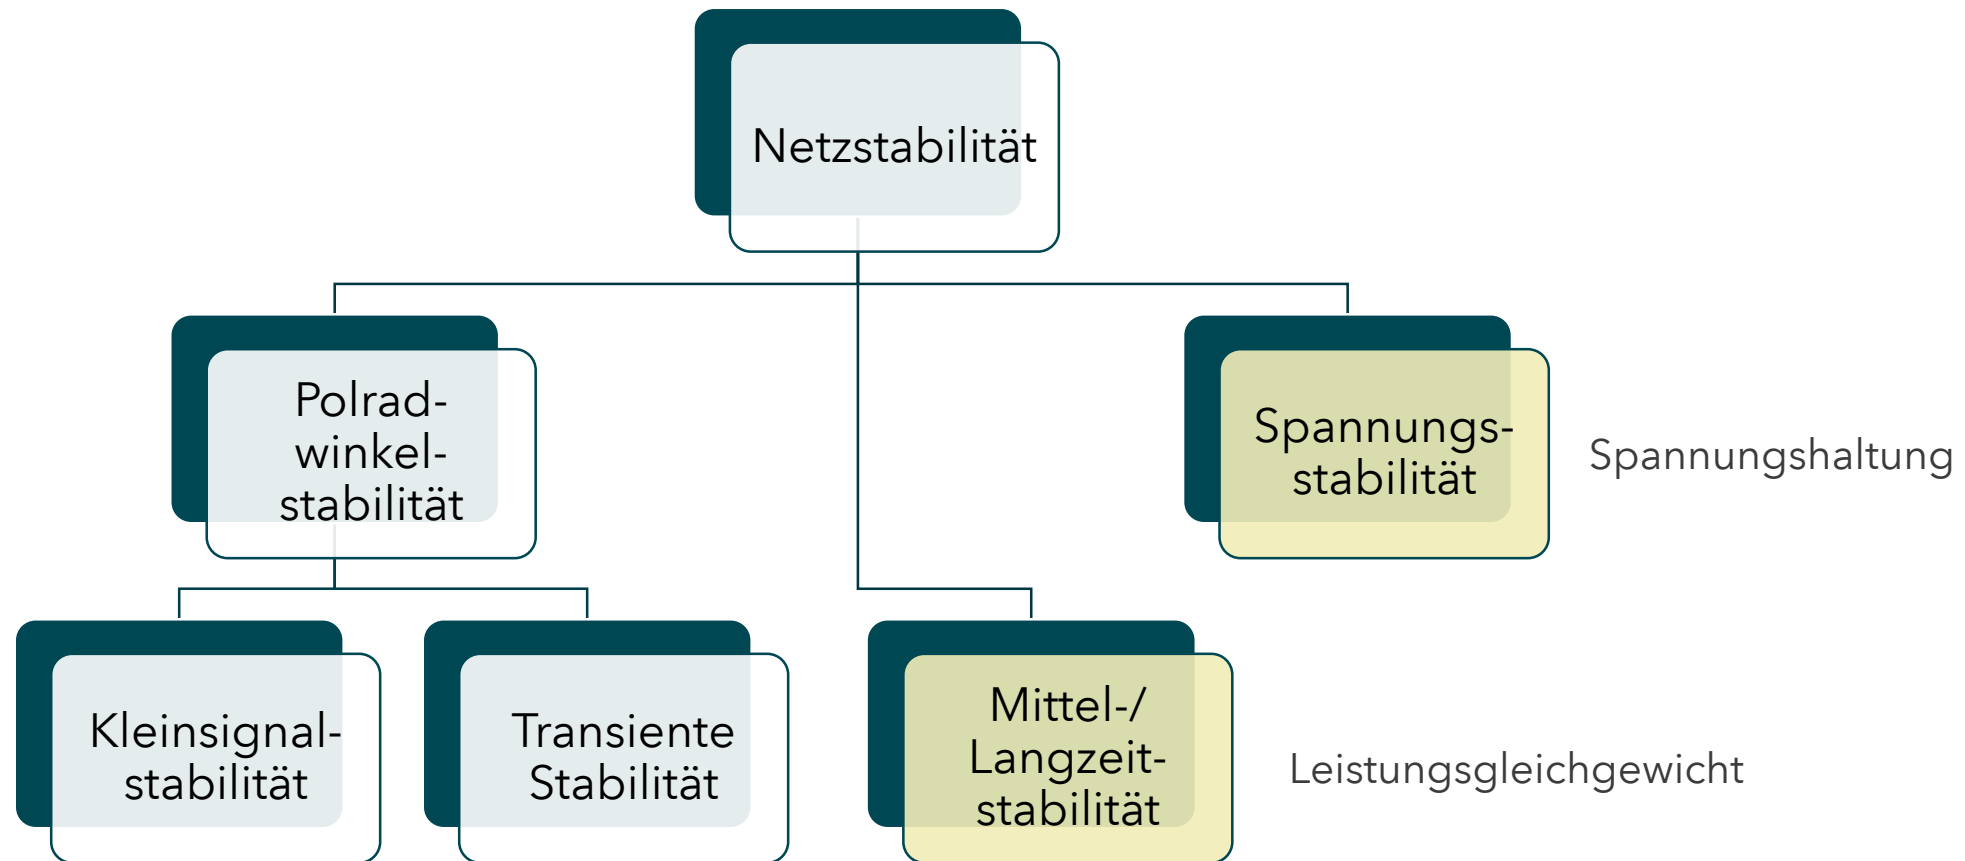 Netzstabilität
Polrad-
winkel-
stabilität
Spannungs-
stabilität
Spannungshaltung
Kleinsignal-
stabilität
Transiente
Stabilität
Mittel-/
Langzeit-
stabilität
Leistungsgleichgewicht